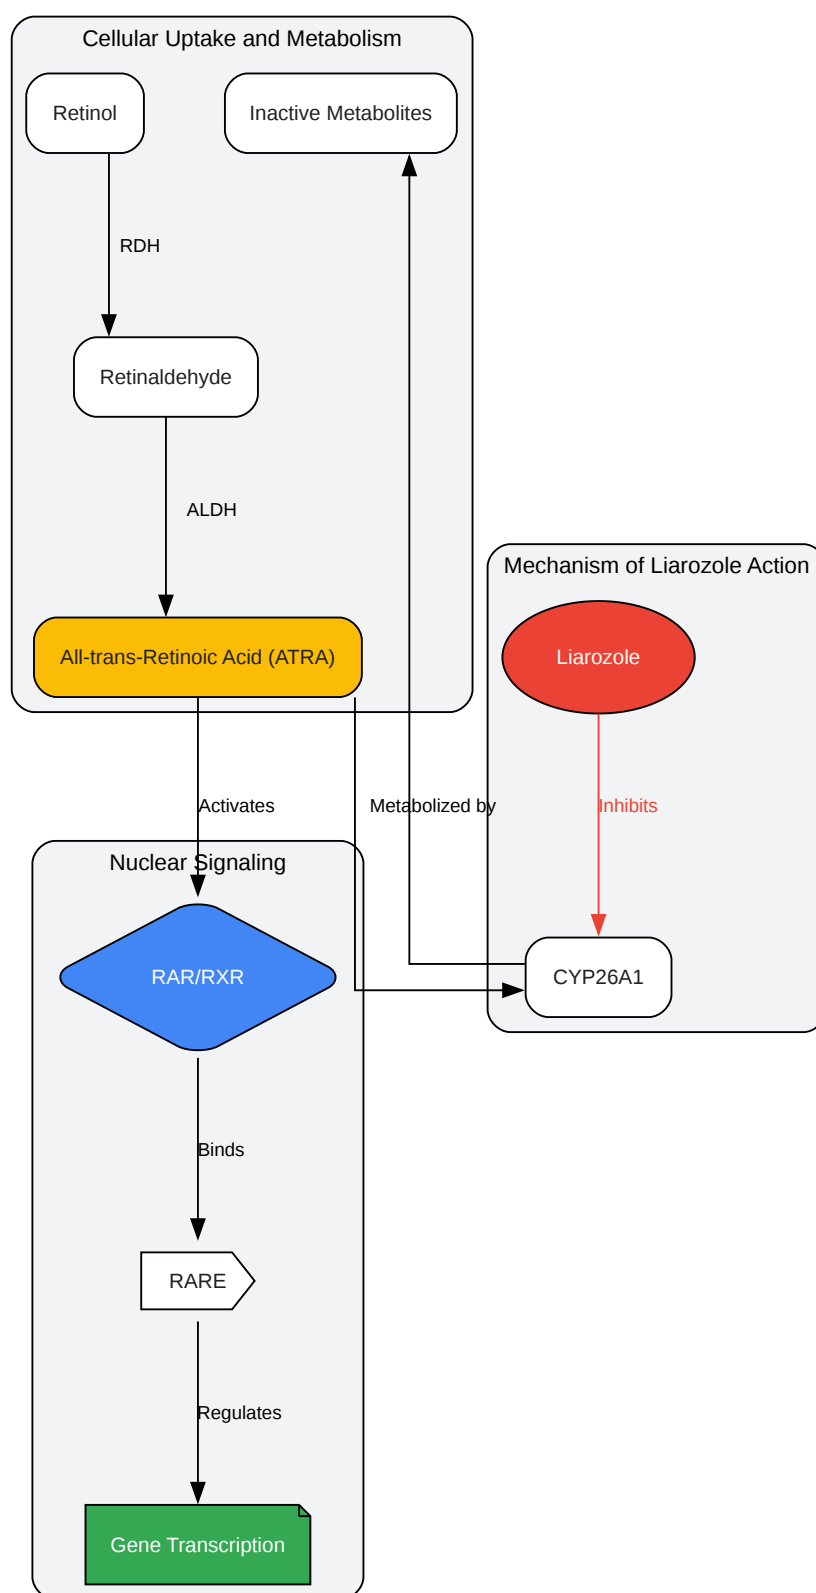 Cellular Uptake and Metabolism
Retinol
Inactive Metabolites
RDH
Retinaldehyde
ALDH
Mechanism of Liarozole Action
All-trans-Retinoic Acid (ATRA)
Liarozole
Activates
Metabolized by
Inhibits
Nuclear Signaling
RAR/RXR
CYP26A1
Binds
RARE
Regulates
Gene Transcription